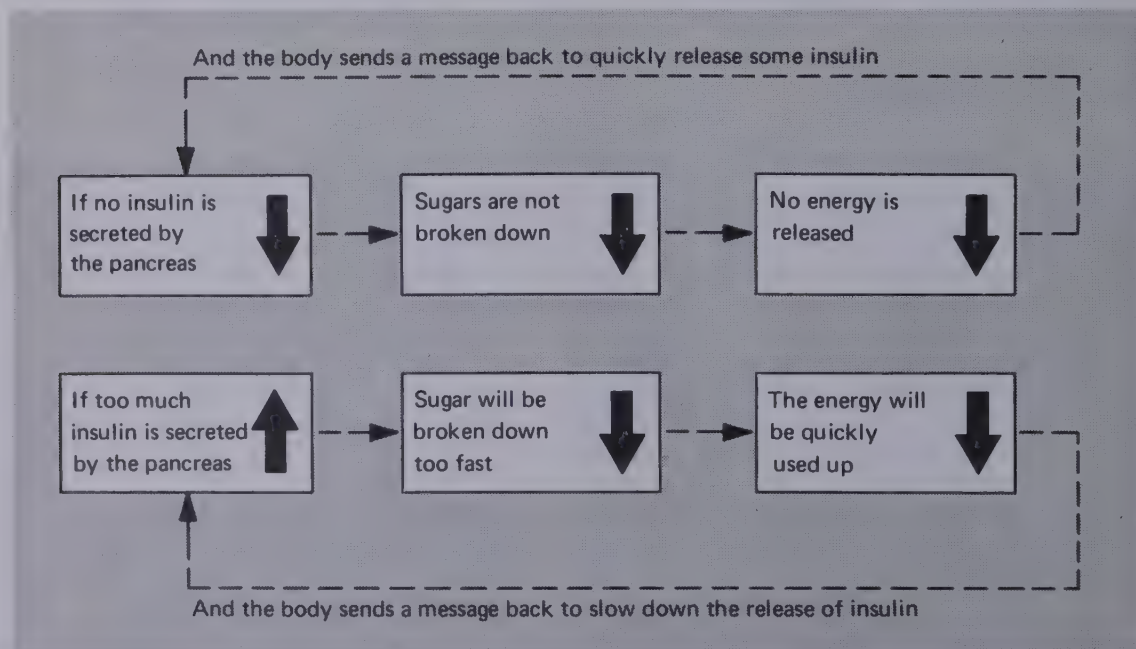 And the body sends a message back to quickly release some insulin
If no insulin is
secreted by
the pancreas
Sugars are not
broken down
No energy is
released
If too much
insulin is secreted
by the pancreas
Sugar will be
broken down
too fast
The energy will
be quickly
used up
And the body sends a message back to slow down the release of insulin